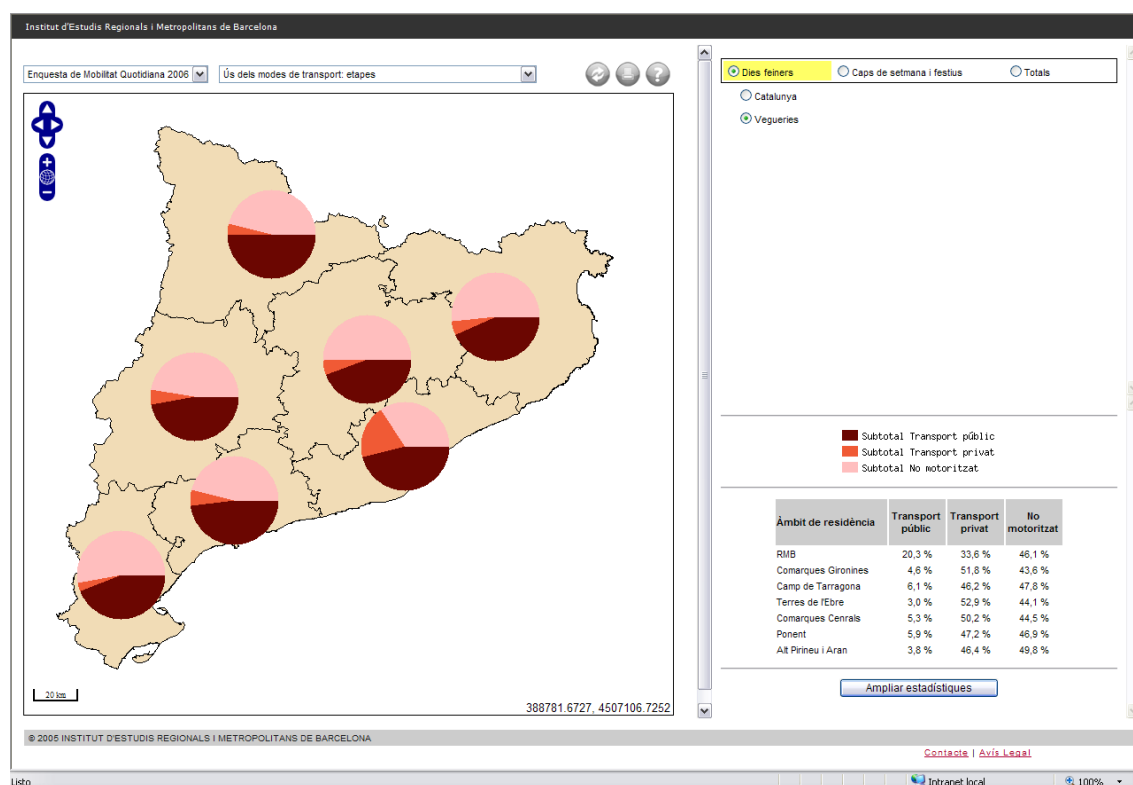 Institut d'Estudis Regionals i Metropolitans de Barcelona
Enquesta de Mobilitat Quotidiana 2006
Ús dels modes de transport: etapes
?
Dies feiners
Caps de setmana i festius
Totals
Catalunya
Vegueries
Subtotal Transport públic
Subtotal Transport privat
Subtotal No motoritzat
Àmbit de residència Transport públic Transport privat No motoritzat
RMB 20,3 % 33,6 % 46,1 %
Comarques Gironines 4,6 % 51,8 % 43,6 %
Camp de Tarragona 6,1 % 46,2 % 47,8 %
Terres de l'Ebre 3,0 % 52,9 % 44,1 %
Comarques Cenrals 5,3 % 50,2 % 44,5 %
Ponent 5,9 % 47,2 % 46,9 %
Alt Pirineu i Aran 3,8 % 46,4 % 49,8 %
Ampliar estadístiques
20 km
388781.6727, 4507106.7252
© 2005 INSTITUT D'ESTUDIS REGIONALS I METROPOLITANS DE BARCELONA
Contacte | Avís Legal
Listo
Intranet local
100%